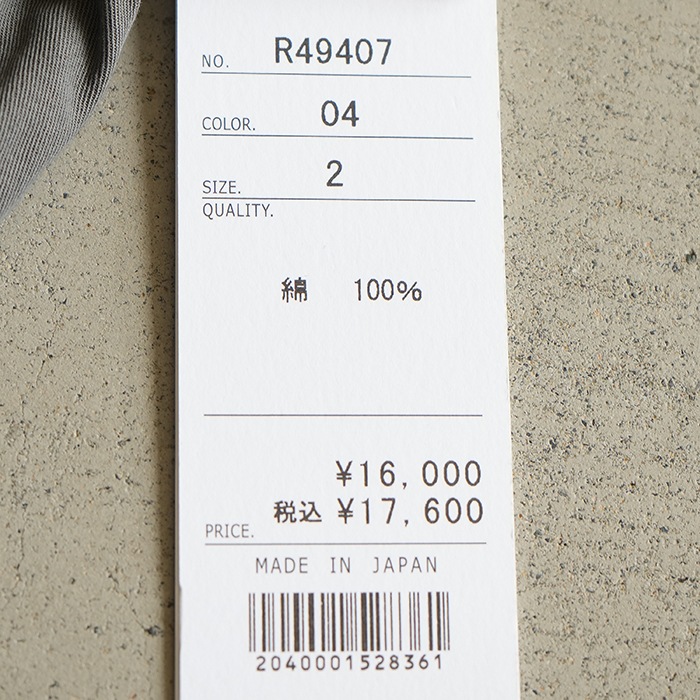 NO. R49407
COLOR. 04
SIZE. 2
QUALITY.
綿 100%
¥16,000
PRICE. 税込 ¥17,600
MADE IN JAPAN
2040001528361